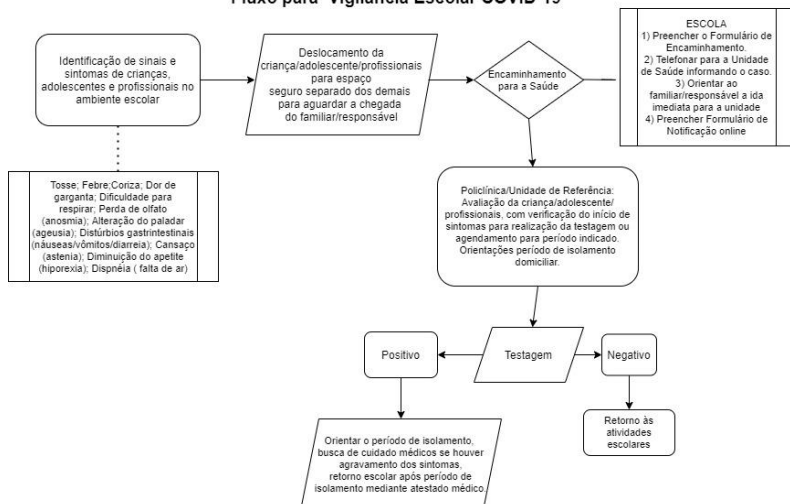 Fluxo para Vigilância Escolar COVID-19
Identificação de sinais e
sintomas de crianças,
adolescentes e profissionais no
ambiente escolar
Deslocamento da
criança/adolescente/profissionais
para espaço
seguro separado dos demais
para aguardar a chegada
do familiar/responsável
Encaminhamento
para a Saúde
ESCOLA
1) Preencher o Formulário de
Encaminhamento.
2) Telefonar para a Unidade
de Saúde informando o caso.
3) Orientar ao
familiar/responsável a ida
imediata para a unidade
4) Preencher Formulário de
Notificação online
Tosse; Febre;Coriza; Dor de
garganta; Dificuldade para
respirar; Perda de olfato
(anosmia); Alteração do paladar
(ageusia); Distúrbios gastrintestinais
(náuseas/vômitos/diarreia); Cansaço
(astenia); Diminuição do apetite
(hiporexia); Dispnéia ( falta de ar)
Policlínica/Unidade de Referência:
Avaliação da criança/adolescente/
profissionais, com verificação do início de
sintomas para realização da testagem ou
agendamento para período indicado.
Orientações período de isolamento
domiciliar.
Positivo
Testagem
Negativo
Orientar o período de isolamento,
busca de cuidado médicos se houver
agravamento dos sintomas,
retorno escolar após período de
isolamento mediante atestado médico.
Retorno às
atividades
escolares